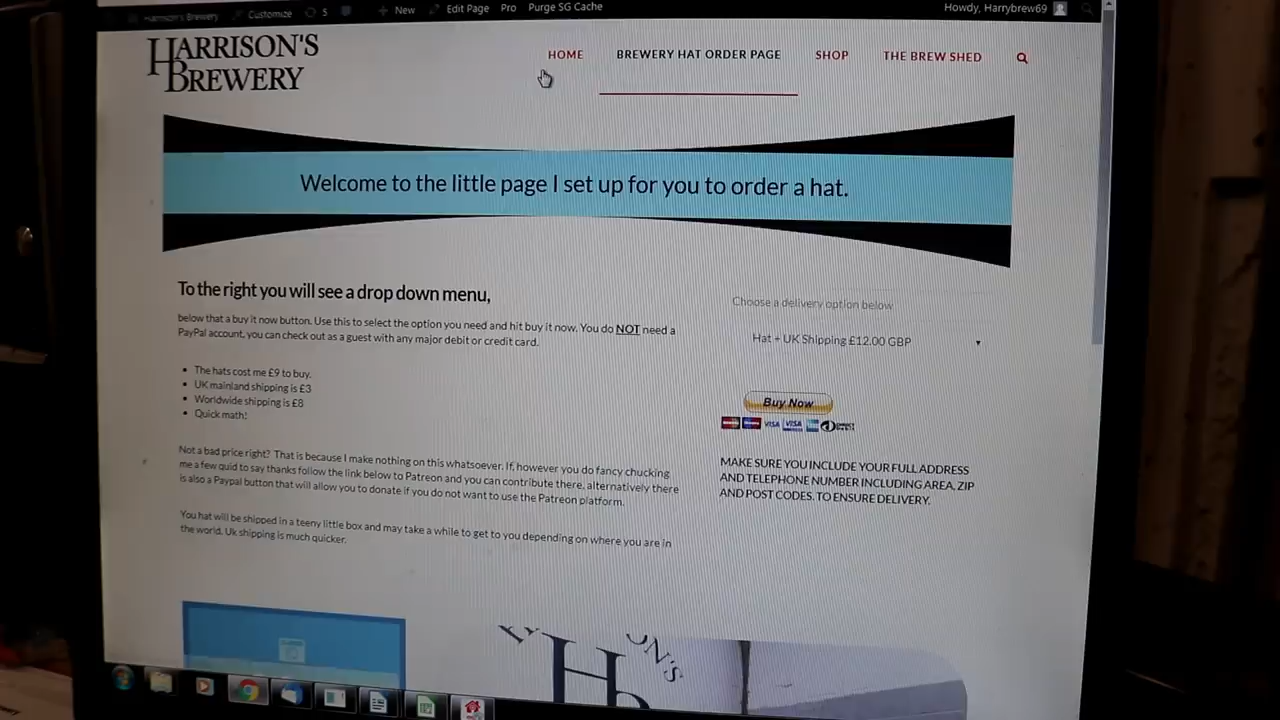 Harrison's Brewery Customize 5 New Edit Page Pro Purge SG Cache Howdy, Harrybrew69
HARRISON'S
BREWERY
HOME BREWERY HAT ORDER PAGE SHOP THE BREW SHED
Welcome to the little page I set up for you to order a hat.
To the right you will see a drop down menu,
below that a buy it now button. Use this to select the option you need and hit buy it now. You do NOT need a
PayPal account, you can check out as a guest with any major debit or credit card.
The hats cost me £9 to buy.
UK mainland shipping is £3
Worldwide shipping is £8
Quick math!
Not a bad price right? That is because I make nothing on this whatsoever. If, however you do fancy chucking
me a few quid to say thanks follow the link below to Patreon and you can contribute there, alternatively there
is also a Paypal button that will allow you to donate if you do not want to use the Patreon platform.
You hat will be shipped in a teeny little box and may take a while to get to you depending on where you are in
the world. Uk shipping is much quicker.
Choose a delivery option below
Hat + UK Shipping £12.00 GBP
Buy Now
VISA VISA
MAKE SURE YOU INCLUDE YOUR FULL ADDRESS
AND TELEPHONE NUMBER INCLUDING AREA, ZIP
AND POST CODES. TO ENSURE DELIVERY.